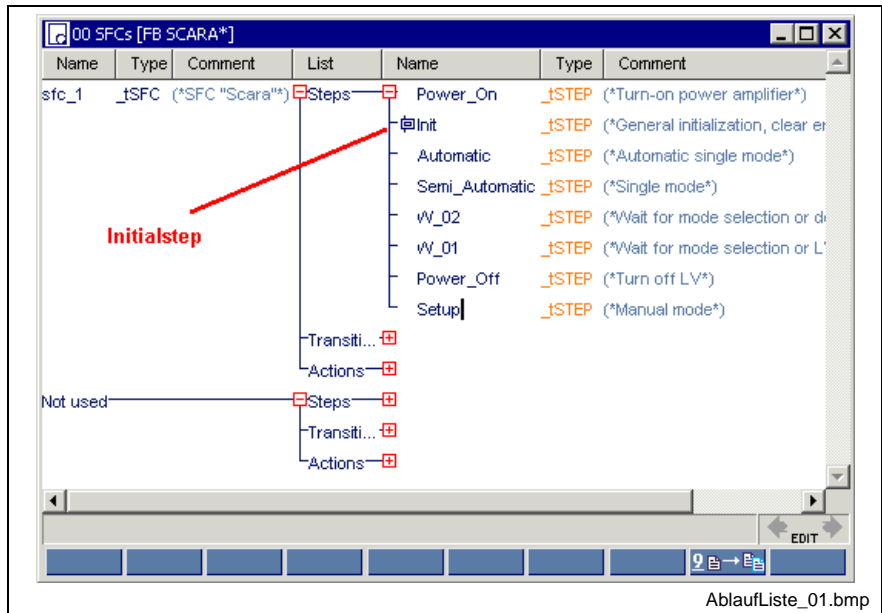 00 SFCs [FB SCARA*]
Name Type Comment List Name Type Comment
sfc_1 _tSFC (*SFC "Scara"*) Steps Power_On _tSTEP (*Turn-on power amplifier*)
Init _tSTEP (*General initialization, clear er
Automatic _tSTEP (*Automatic single mode*)
Semi_Automatic _tSTEP (*Single mode*)
W_02 _tSTEP (*Wait for mode selection or de
Initialstep
W_01 _tSTEP (*Wait for mode selection or L'
Power_Off _tSTEP (*Turn off LV*)
Setup _tSTEP (*Manual mode*)
Transiti...
Actions
Not used Steps
Transiti...
Actions
EDIT
9
AblaufListe_01.bmp